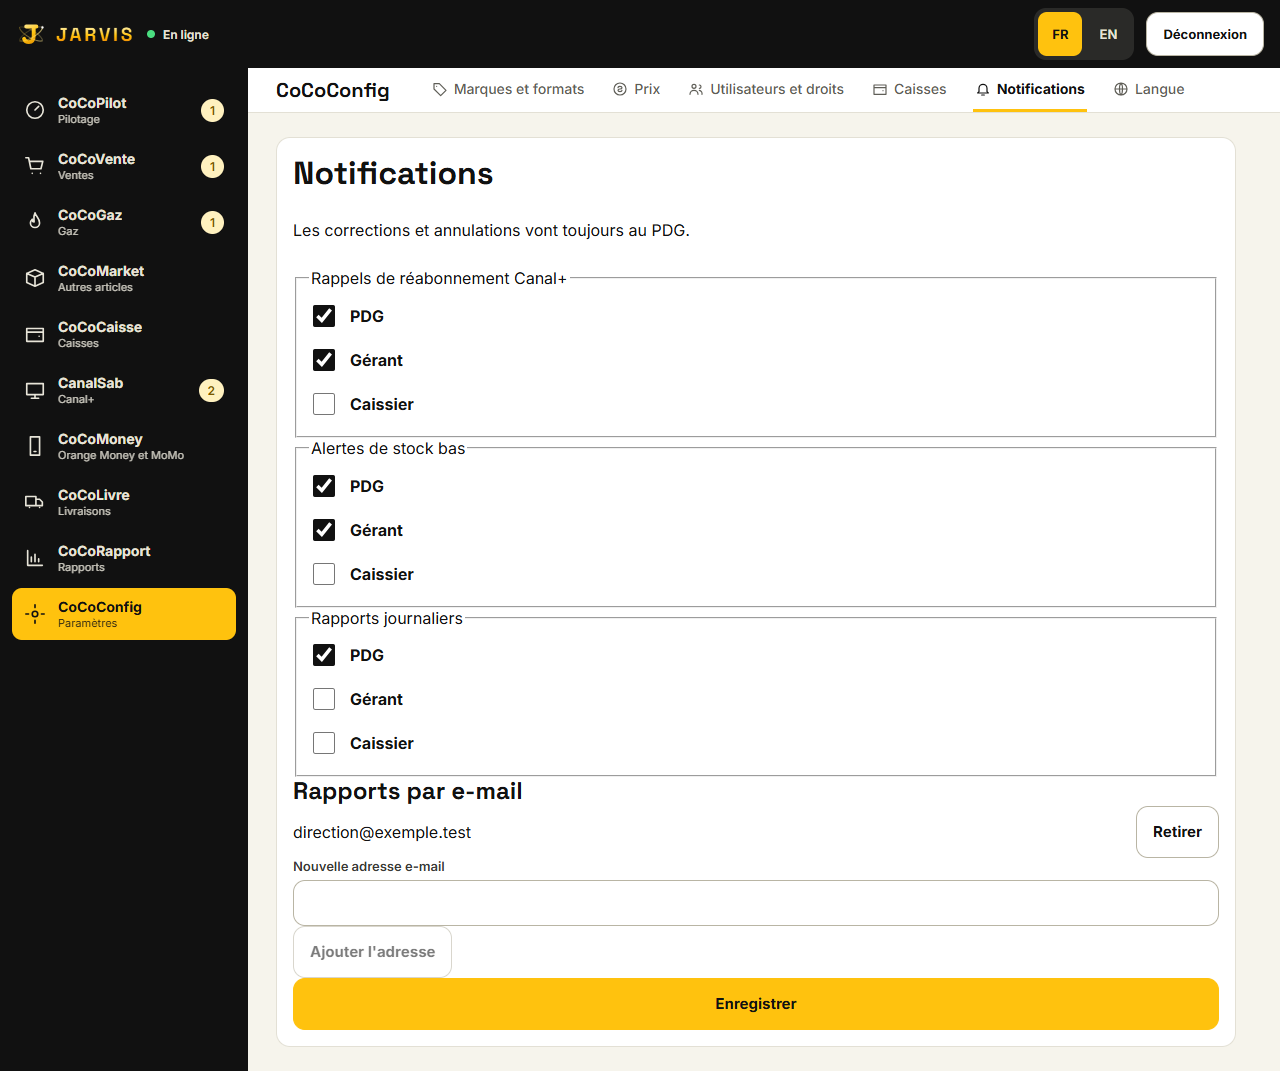 JARVIS
En ligne
FR
EN
Déconnexion
CoCoPilot
Pilotage
1
CoCoVente
Ventes
1
CoCoGaz
Gaz
1
CoCoMarket
Autres articles
CoCoCaisse
Caisses
CanalSab
Canal+
2
CoCoMoney
Orange Money et MoMo
CoCoLivre
Livraisons
CoCoRapport
Rapports
CoCoConfig
Paramètres
CoCoConfig
Marques et formats
Prix
Utilisateurs et droits
Caisses
Notifications
Langue
Notifications
Les corrections et annulations vont toujours au PDG.
Rappels de réabonnement Canal+
PDG
Gérant
Caissier
Alertes de stock bas
PDG
Gérant
Caissier
Rapports journaliers
PDG
Gérant
Caissier
Rapports par e-mail
direction@exemple.test
Retirer
Nouvelle adresse e-mail
Ajouter l'adresse
Enregistrer